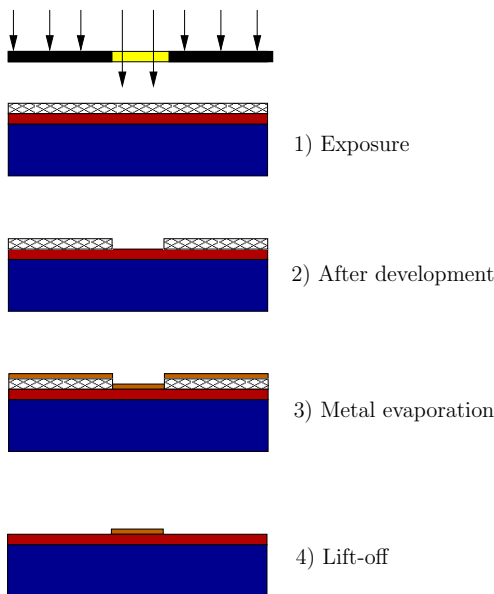 1) Exposure
2) After development
3) Metal evaporation
4) Lift-off